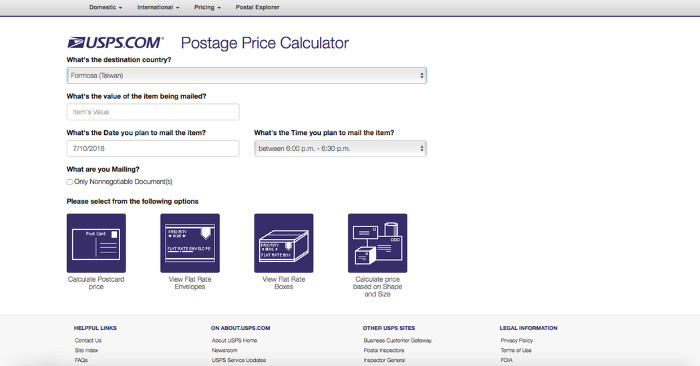 Domestic International Pricing Postal Explorer
USPS.COM Postage Price Calculator
What's the destination country?
Formosa (Taiwan)
What's the value of the item being mailed?
Item's Value
What's the Date you plan to mail the item? What's the Time you plan to mail the item?
7/10/2018 between 6:00 p.m. - 6:30 p.m.
What are you Mailing?
Only Nonnegotiable Document(s)
Please select from the following options
Post Card
PRIORITY
★ MAIL ★
FLAT RATE ENVELOPE
PRIORITY
★ MAIL ★
FLAT RATE BOX
Calculate Postcard
price
View Flat Rate
Envelopes
View Flat Rate
Boxes
Calculate price
based on Shape
and Size
HELPFUL LINKS
Contact Us
Site Index
FAQs
ON ABOUT.USPS.COM
About USPS Home
Newsroom
USPS Service Updates
OTHER USPS SITES
Business Customer Gateway
Postal Inspectors
Inspector General
LEGAL INFORMATION
Privacy Policy
Terms of Use
FOIA